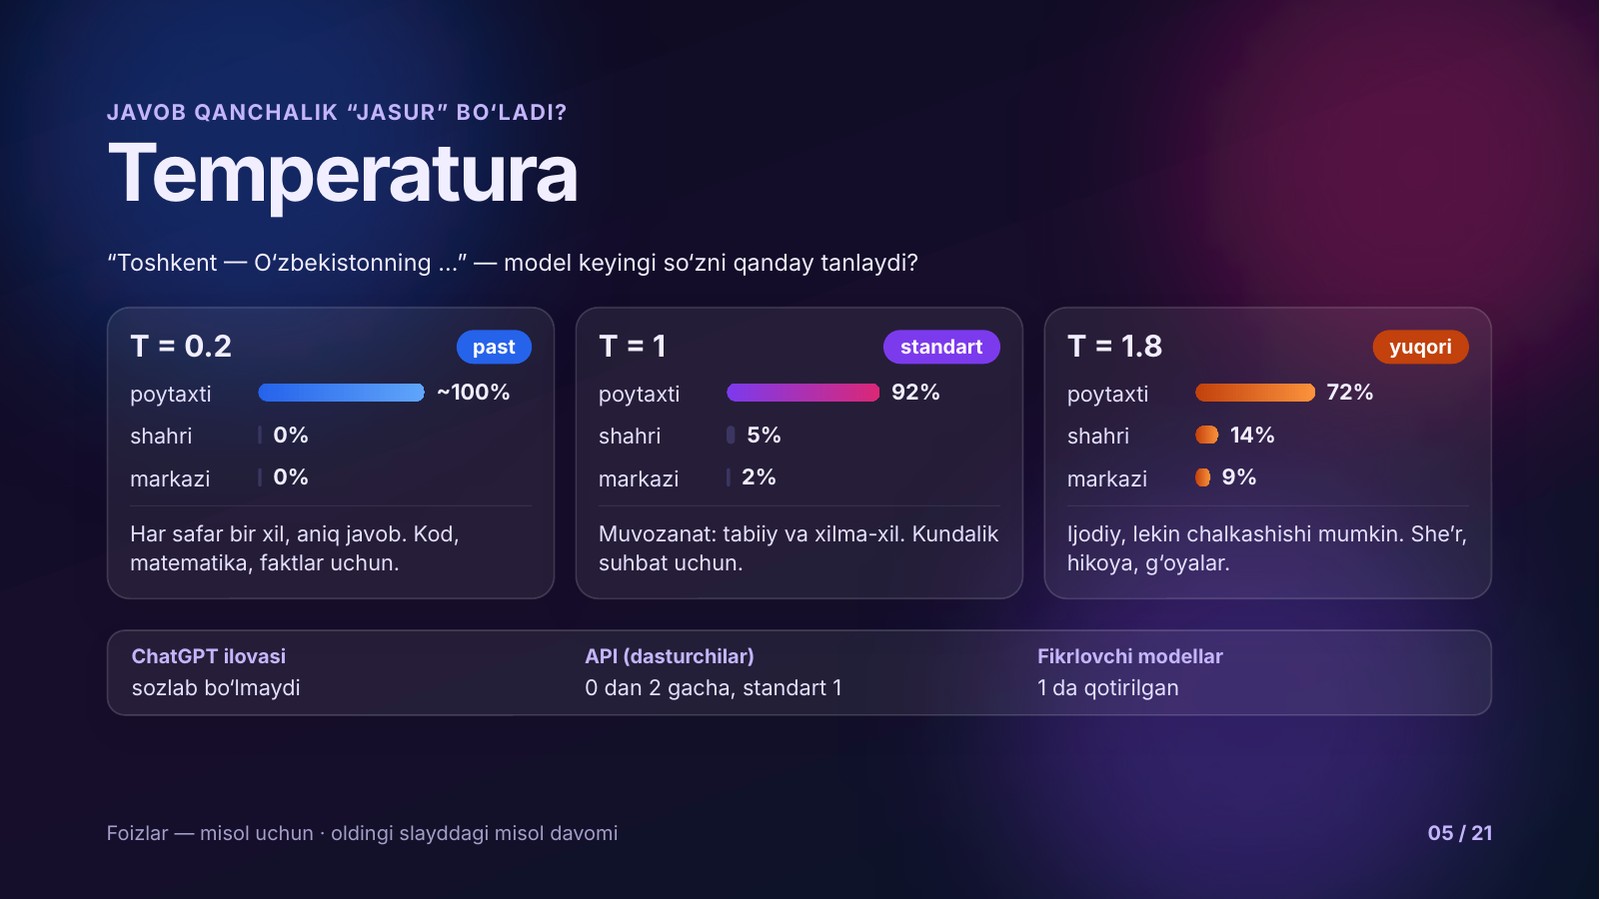 JAVOB QANCHALIK “JASUR” BO‘LADI?
Temperatura
“Toshkent — O‘zbekistonning ...” — model keyingi so‘zni qanday tanlaydi?
T = 0.2
past
poytaxti ~100%
shahri 0%
markazi 0%
Har safar bir xil, aniq javob. Kod,
matematika, faktlar uchun.
T = 1
standart
poytaxti 92%
shahri 5%
markazi 2%
Muvozanat: tabiiy va xilma-xil. Kundalik
suhbat uchun.
T = 1.8
yuqori
poytaxti 72%
shahri 14%
markazi 9%
Ijodiy, lekin chalkashishi mumkin. She’r,
hikoya, g‘oyalar.
ChatGPT ilovasi
sozlab bo‘lmaydi
API (dasturchilar)
0 dan 2 gacha, standart 1
Fikrlovchi modellar
1 da qotirilgan
Foizlar — misol uchun · oldingi slayddagi misol davomi
05 / 21